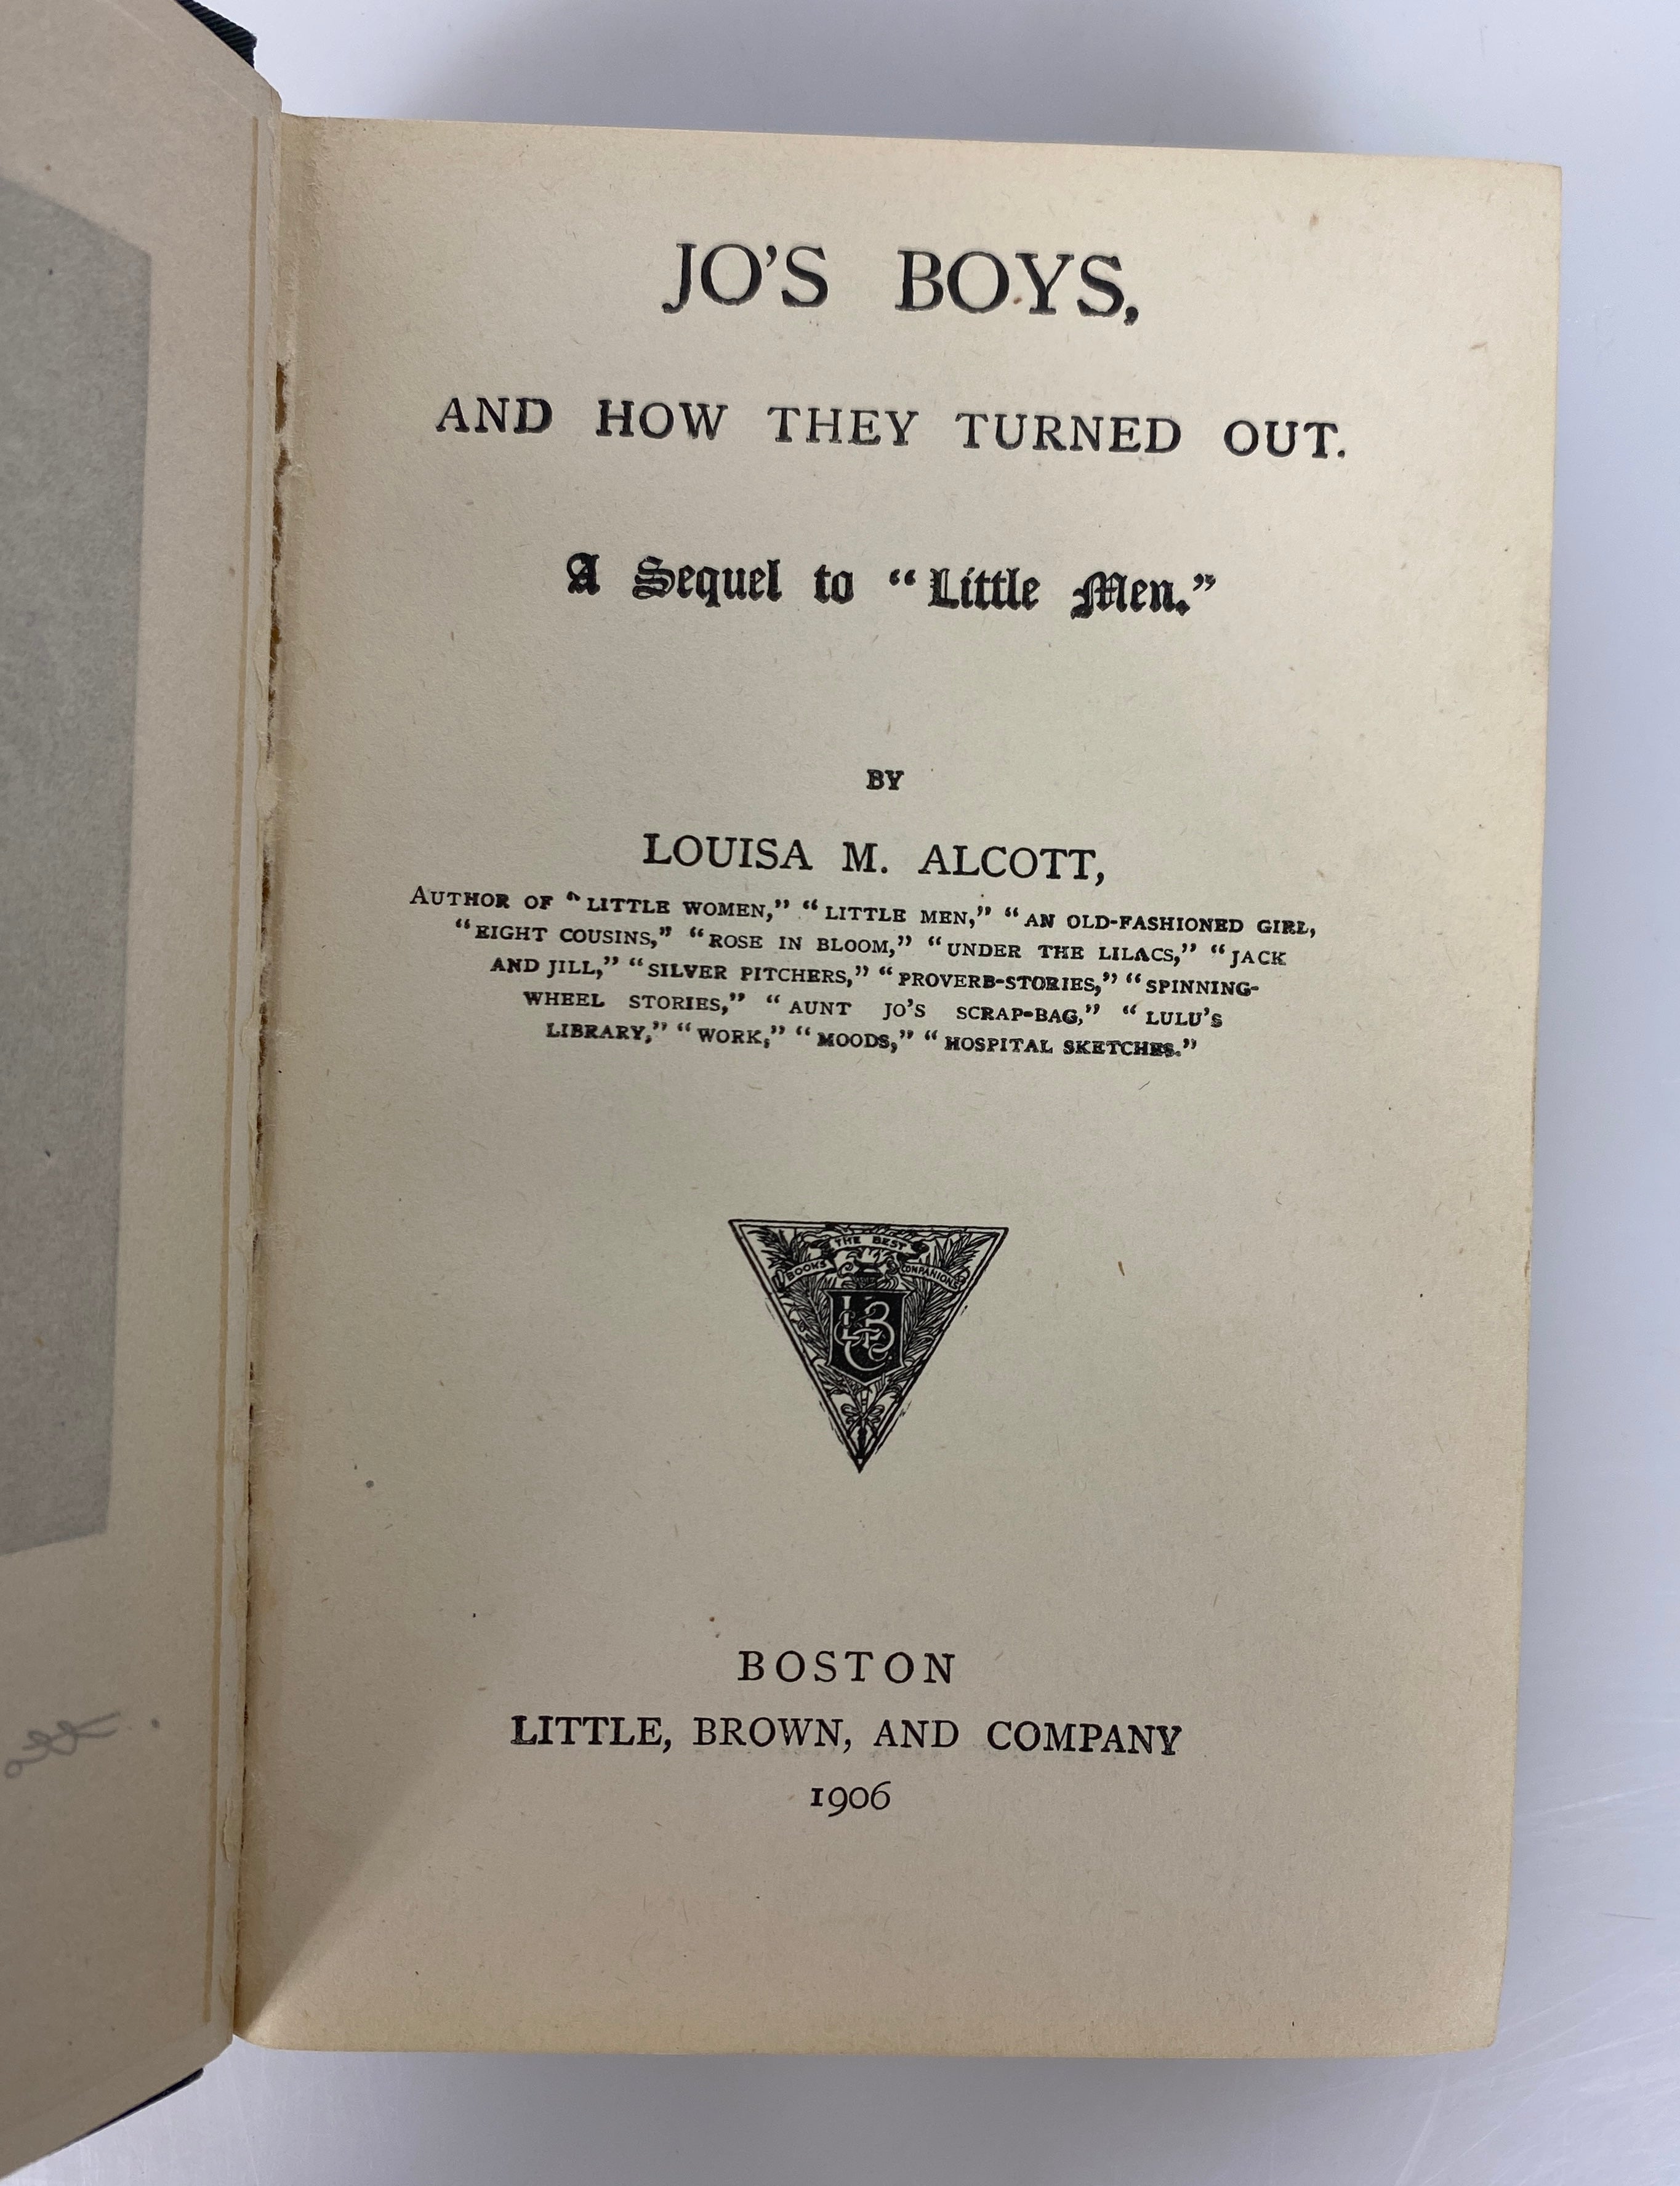 JO'S BOYS,
AND HOW THEY TURNED OUT.
A Sequel to “Little Men.”
BY
LOUISA M. ALCOTT,
AUTHOR OF “LITTLE WOMEN,” “LITTLE MEN,” “AN OLD-FASHIONED GIRL,
“EIGHT COUSINS,” “ROSE IN BLOOM,” “UNDER THE LILACS,” “JACK
AND JILL,” “SILVER PITCHERS,” “PROVERB-STORIES,” “SPINNING-
WHEEL STORIES,” “AUNT JO'S SCRAP-BAG,” “LULU'S
LIBRARY,” “WORK,” “MOODS,” “HOSPITAL SKETCHES.”
THE BEST
BOOKS COMPANIONS
LB & Co.
BOSTON
LITTLE, BROWN, AND COMPANY
1906